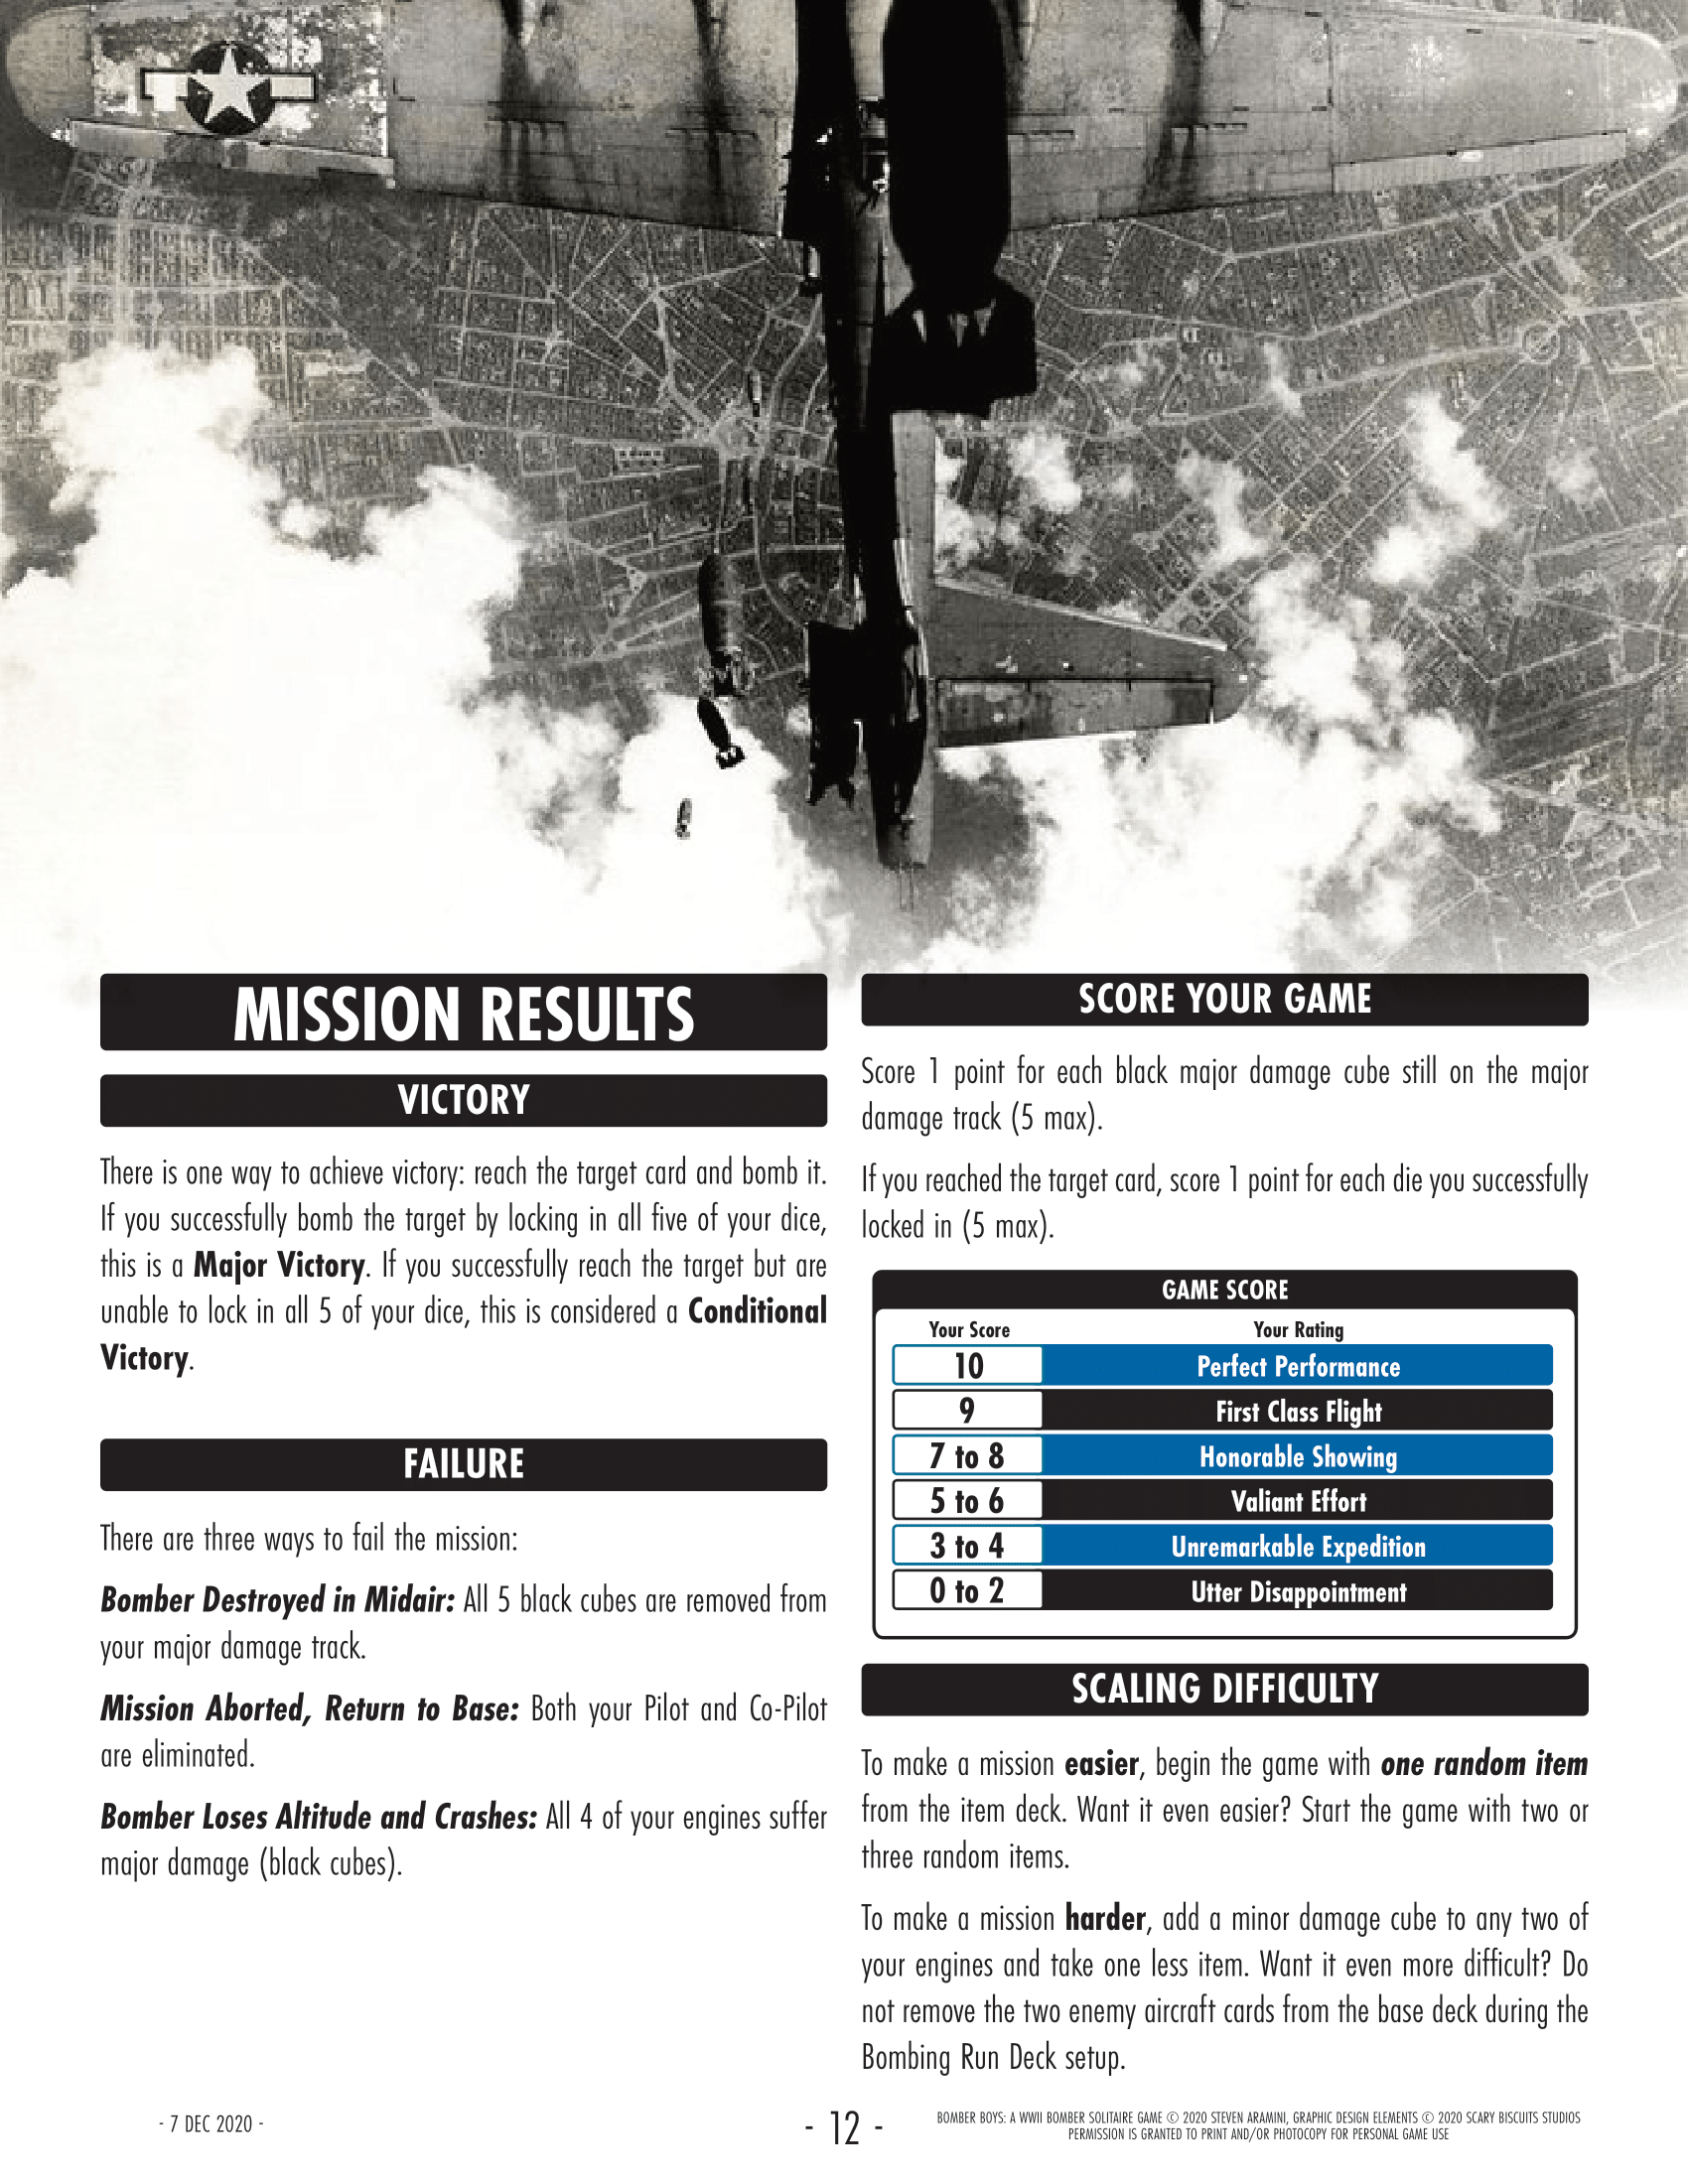 MISSION RESULTS
VICTORY
There is one way to achieve victory: reach the target card and bomb it.
If you successfully bomb the target by locking in all five of your dice,
this is a Major Victory. If you successfully reach the target but are
unable to lock in all 5 of your dice, this is considered a Conditional
Victory.
FAILURE
There are three ways to fail the mission:
Bomber Destroyed in Midair: All 5 black cubes are removed from
your major damage track.
Mission Aborted, Return to Base: Both your Pilot and Co-Pilot
are eliminated.
Bomber Loses Altitude and Crashes: All 4 of your engines suffer
major damage (black cubes).
SCORE YOUR GAME
Score 1 point for each black major damage cube still on the major
damage track (5 max).
If you reached the target card, score 1 point for each die you successfully
locked in (5 max).
GAME SCORE
Your Score Your Rating
10 Perfect Performance
9 First Class Flight
7 to 8 Honorable Showing
5 to 6 Valiant Effort
3 to 4 Unremarkable Expedition
0 to 2 Utter Disappointment
SCALING DIFFICULTY
To make a mission easier, begin the game with one random item
from the item deck. Want it even easier? Start the game with two or
three random items.
To make a mission harder, add a minor damage cube to any two of
your engines and take one less item. Want it even more difficult? Do
not remove the two enemy aircraft cards from the base deck during the
Bombing Run Deck setup.
- 7 DEC 2020 -
- 12 -
BOMBER BOYS: A WWII BOMBER SOLITAIRE GAME © 2020 STEVEN ARAMINI, GRAPHIC DESIGN ELEMENTS © 2020 SCARY BISCUITS STUDIOS
PERMISSION IS GRANTED TO PRINT AND/OR PHOTOCOPY FOR PERSONAL GAME USE